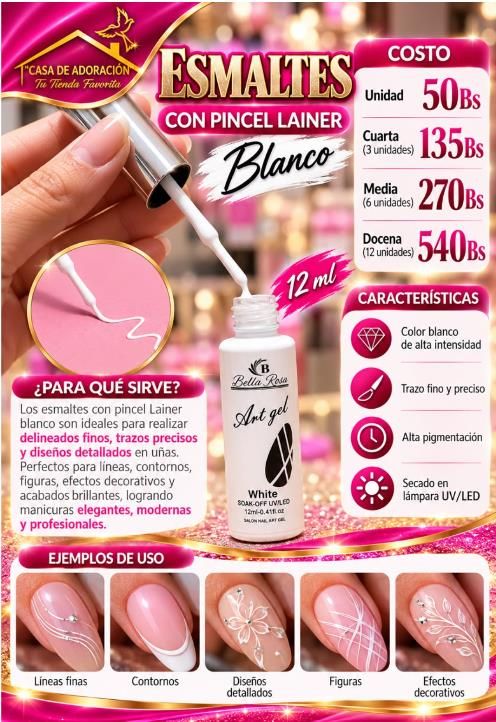 "CASA DE ADORACIÓN"
Tu Tienda Favorita
ESMALTES
CON PINCEL LAINER
Blanco
COSTO
Unidad 50Bs
Cuarta (3 unidades) 135Bs
Media (6 unidades) 270Bs
Docena (12 unidades) 540Bs
12 ml
CARACTERÍSTICAS
Color blanco
de alta intensidad
Trazo fino y preciso
Alta pigmentación
Secado en
lámpara UV/LED
B
Bella Rosa
Art gel
White
SOAK-OFF UV/LED
12ml-0.41fl.oz
SALON NAIL ART GEL
¿PARA QUÉ SIRVE?
Los esmaltes con pincel Lainer
blanco son ideales para realizar
delineados finos, trazos precisos
y diseños detallados en uñas.
Perfectos para líneas, contornos,
figuras, efectos decorativos y
acabados brillantes, logrando
manicuras elegantes, modernas
y profesionales.
EJEMPLOS DE USO
Líneas finas
Contornos
Diseños
detallados
Figuras
Efectos
decorativos